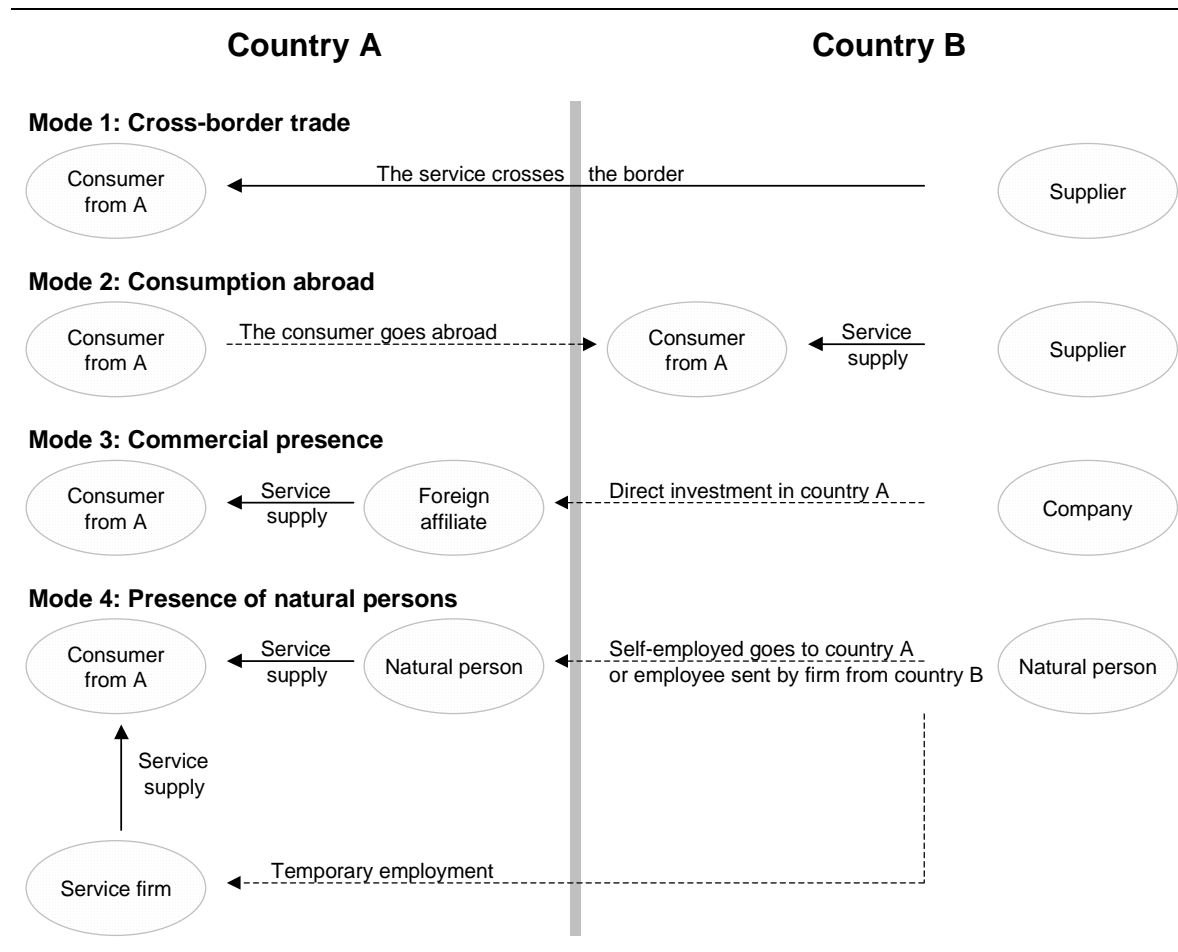 Country A
Country B
Mode 1: Cross-border trade
Consumer
from A
The service crosses the border
Supplier
Mode 2: Consumption abroad
Consumer
from A
The consumer goes abroad
Consumer
from A
Service
supply
Supplier
Mode 3: Commercial presence
Consumer
from A
Service
supply
Foreign
affiliate
Direct investment in country A
Company
Mode 4: Presence of natural persons
Consumer
from A
Service
supply
Natural person
Self-employed goes to country A
or employee sent by firm from country B
Natural person
Service
supply
Service firm
Temporary employment